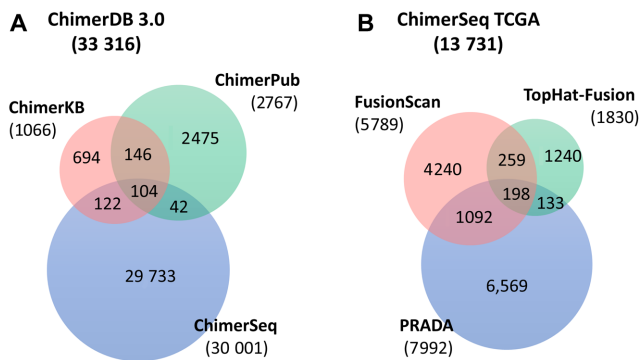 A
ChimerDB 3.0
(33 316)
ChimerPub
(2767)
ChimerKB
(1066)
694
146
2475
104
122
42
29 733
ChimerSeq
(30 001)
B
ChimerSeq TCGA
(13 731)
TopHat-Fusion
(1830)
FusionScan
(5789)
4240
259
1240
198
133
1092
6,569
PRADA
(7992)